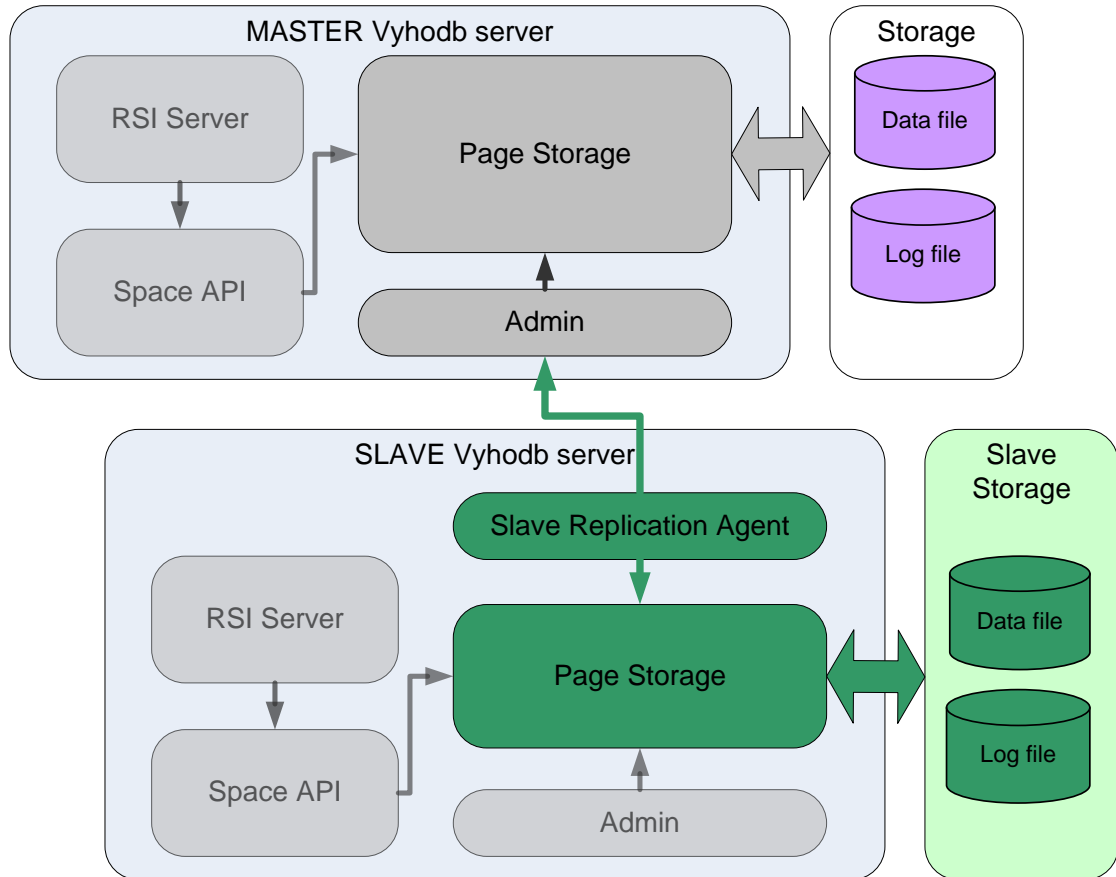 MASTER Vyhodb server
Storage
RSI Server
Page Storage
Data file
Space API
Log file
Admin
SLAVE Vyhodb server
Slave
Storage
Slave Replication Agent
RSI Server
Page Storage
Data file
Space API
Log file
Admin